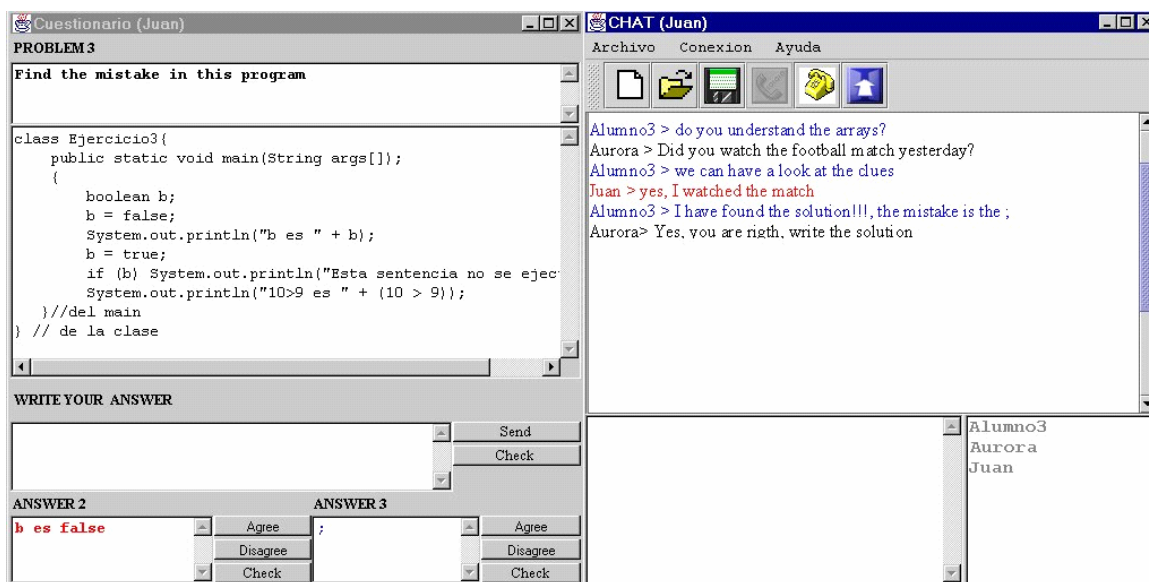 Cuestionario (Juan)
PROBLEM 3
Find the mistake in this program
class Ejercicio3{
public static void main(String args[]);
{
boolean b;
b = false;
System.out.println("b es " + b);
b = true;
if (b) System.out.println("Esta sentencia no se ejec
System.out.println("10>9 es " + (10 > 9));
}//del main
} // de la clase
WRITE YOUR ANSWER
Send
Check
ANSWER 2
b es false
Agree
Disagree
Check
ANSWER 3
;
Agree
Disagree
Check
CHAT (Juan)
Archivo Conexion Ayuda
Alumno3 > do you understand the arrays?
Aurora > Did you watch the football match yesterday?
Alumno3 > we can have a look at the clues
Juan > yes, I watched the match
Alumno3 > I have found the solution!!!, the mistake is the ;
Aurora> Yes, you are rigth, write the solution
Alumno3
Aurora
Juan